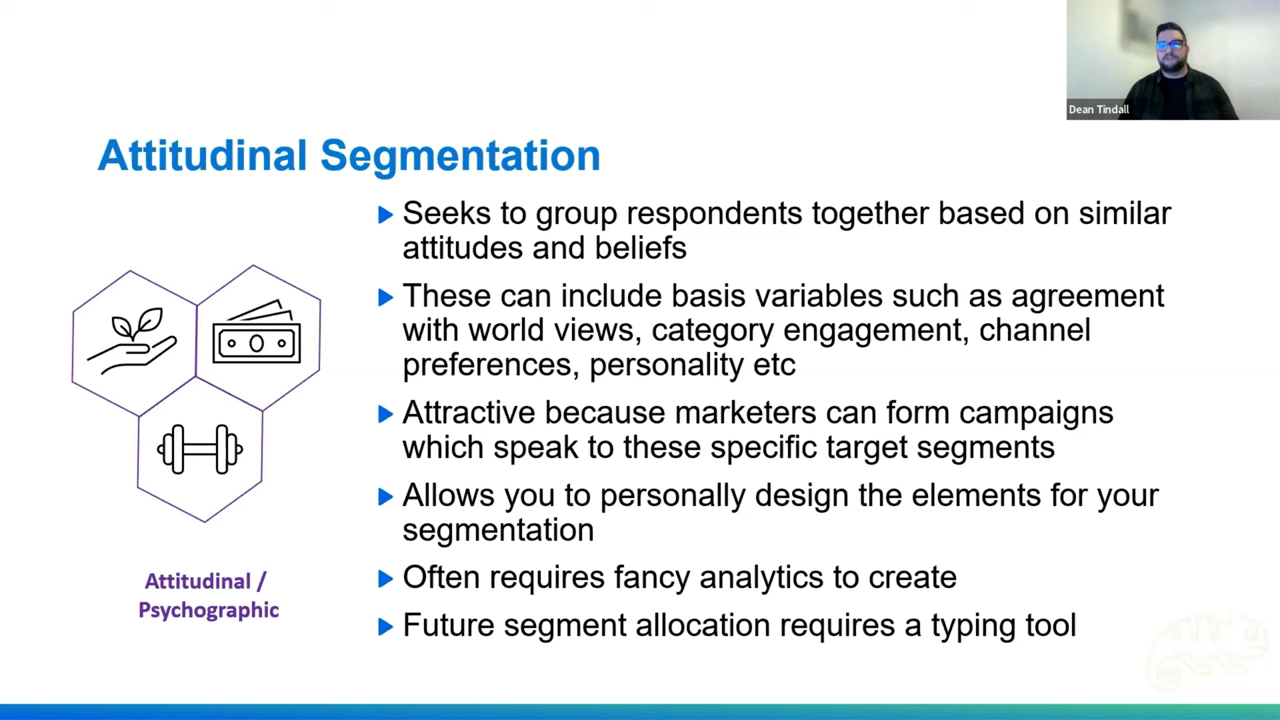 Dean Tindall
Attitudinal Segmentation
Seeks to group respondents together based on similar
attitudes and beliefs
These can include basis variables such as agreement
with world views, category engagement, channel
preferences, personality etc
Attractive because marketers can form campaigns
which speak to these specific target segments
Allows you to personally design the elements for your
segmentation
Often requires fancy analytics to create
Future segment allocation requires a typing tool
Attitudinal /
Psychographic